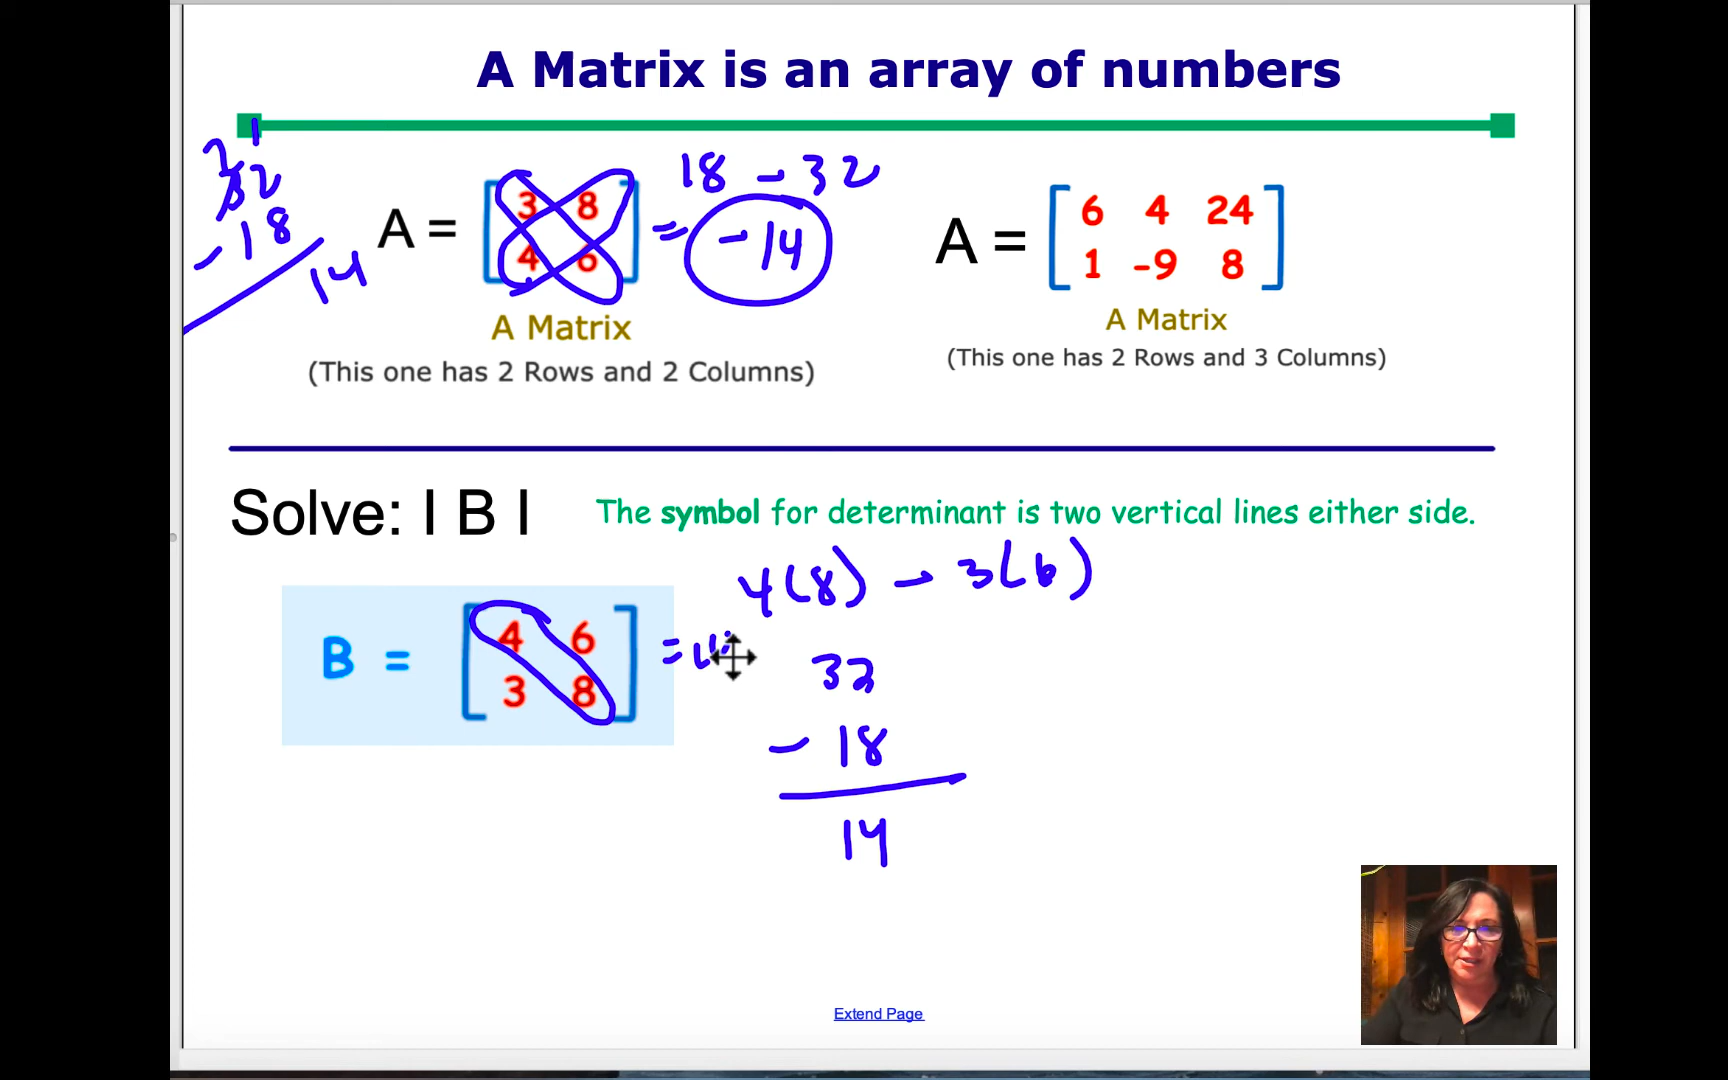 A Matrix is an array of numbers
2 1
32
- 18
14
A = [ 3 8
4 6 ]
18 - 32
= -14
A Matrix
(This one has 2 Rows and 2 Columns)
A = [ 6 4 24
1 -9 8 ]
A Matrix
(This one has 2 Rows and 3 Columns)
Solve: I B I
The symbol for determinant is two vertical lines either side.
4(8) - 3(6)
B = [ 4 6
3 8 ]
=
32
- 18
14
Extend Page